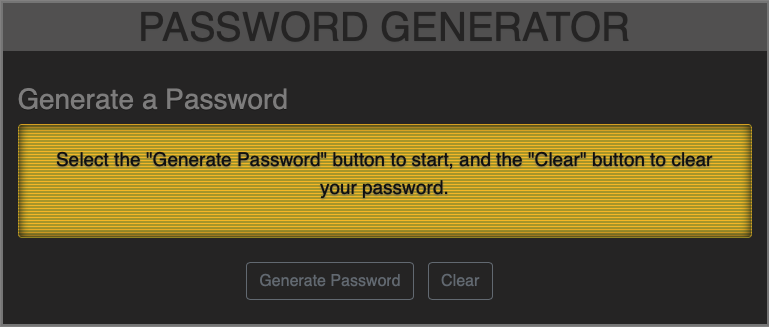 PASSWORD GENERATOR
Generate a Password
Select the "Generate Password" button to start, and the "Clear" button to clear
your password.
Generate Password
Clear